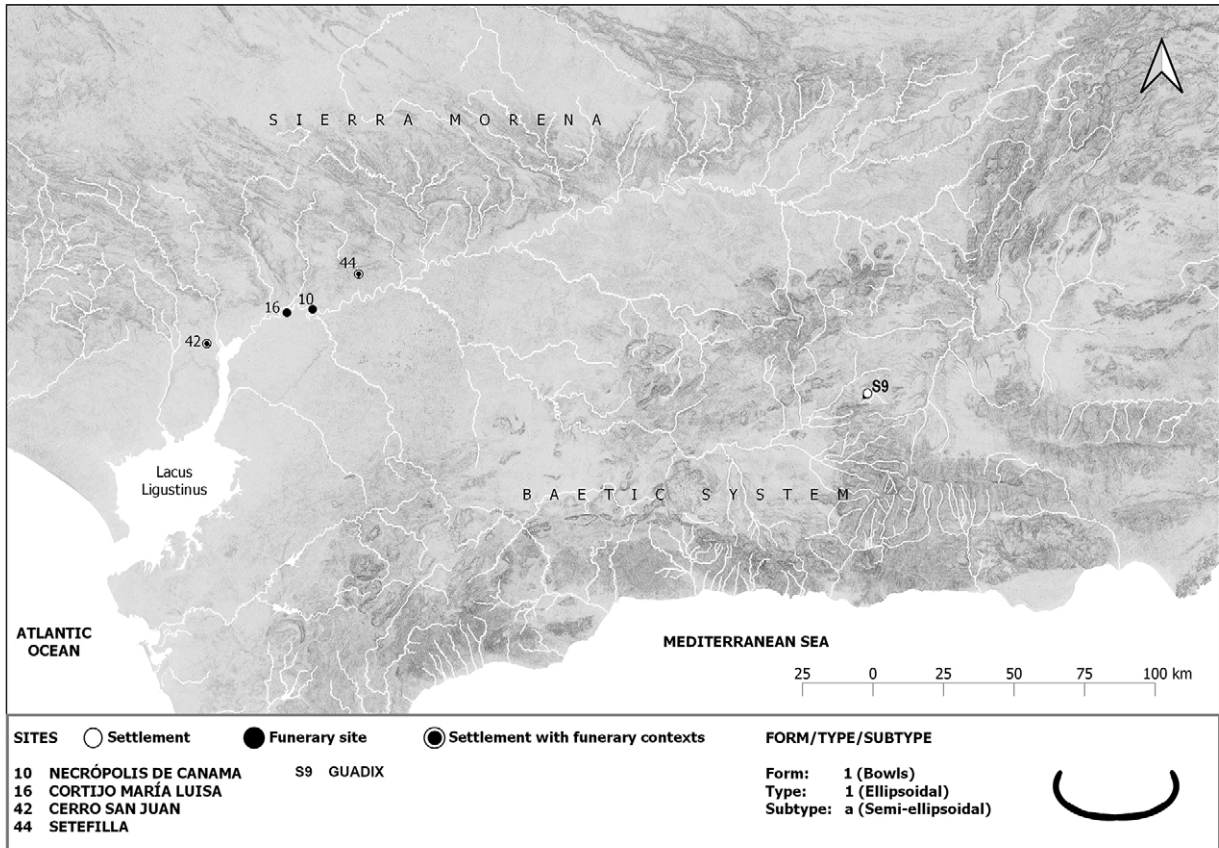 SIERRA MORENA
44
10
16
42
S9
Lacus
Ligustinus
BAETIC SYSTEM
ATLANTIC
OCEAN
MEDITERRANEAN SEA
25 0 25 50 75 100 km
SITES Settlement Funerary site Settlement with funerary contexts
10 NECRÓPOLIS DE CANAMA
16 CORTIJO MARÍA LUISA
42 CERRO SAN JUAN
44 SETEFILLA
S9 GUADIX
FORM/TYPE/SUBTYPE
Form: 1 (Bowls)
Type: 1 (Ellipsoidal)
Subtype: a (Semi-ellipsoidal)